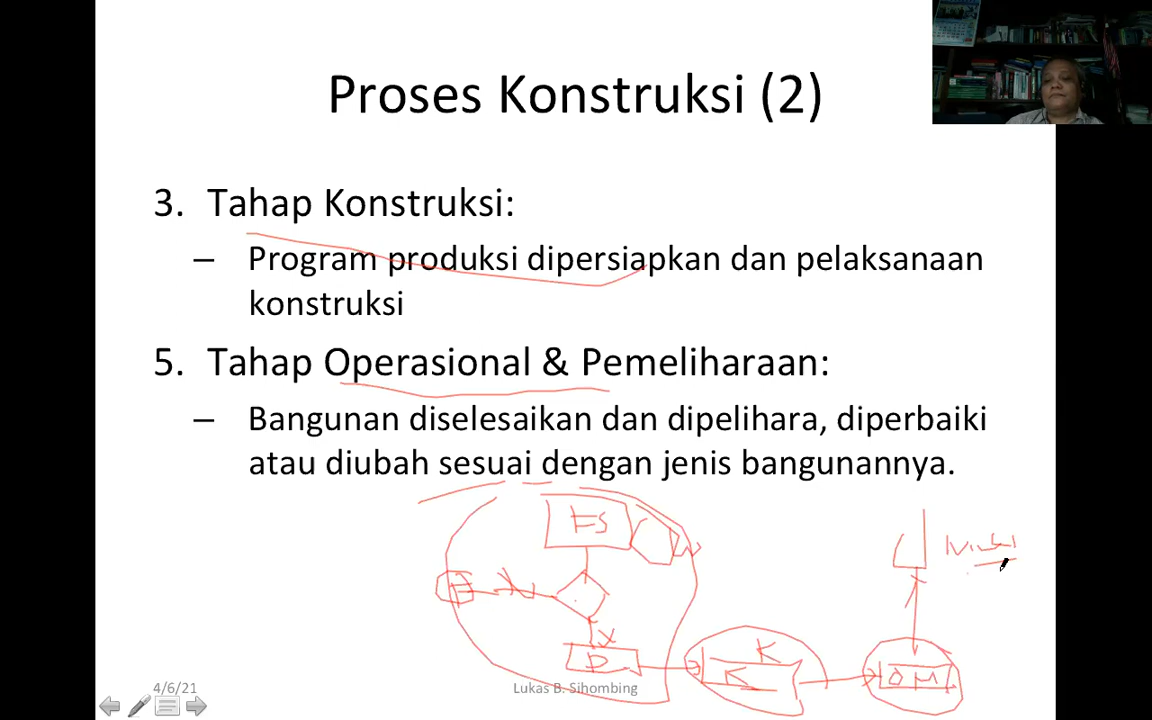 Proses Konstruksi (2)
3. Tahap Konstruksi:
– Program produksi dipersiapkan dan pelaksanaan
konstruksi
5. Tahap Operasional & Pemeliharaan:
– Bangunan diselesaikan dan dipelihara, diperbaiki
atau diubah sesuai dengan jenis bangunannya.
FS
K
D
K
OM
4/6/21
Lukas B. Sihombing